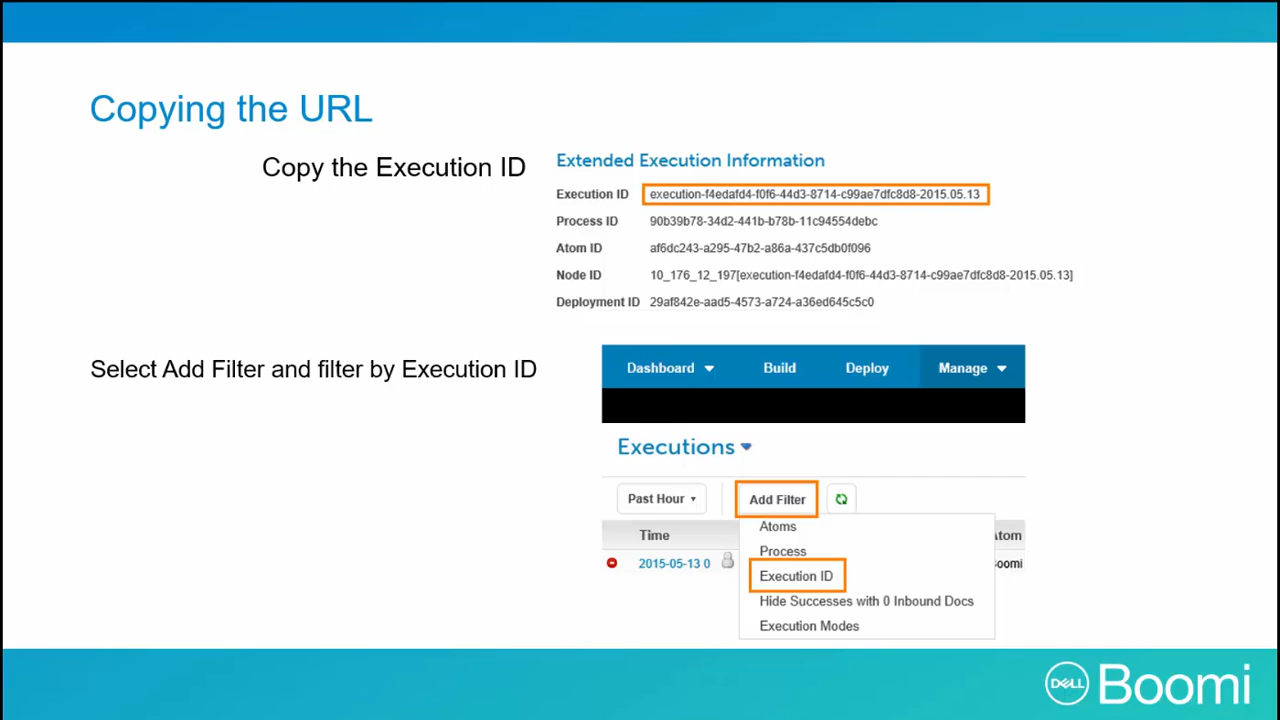 Copying the URL
Copy the Execution ID
Extended Execution Information
Execution ID execution-f4edafd4-f0f6-44d3-8714-c99ae7dfc8d8-2015.05.13
Process ID 90b39b78-34d2-441b-b78b-11c94554debc
Atom ID af6dc243-a295-47b2-a86a-437c5db0f096
Node ID 10_176_12_197[execution-f4edafd4-f0f6-44d3-8714-c99ae7dfc8d8-2015.05.13]
Deployment ID 29af842e-aad5-4573-a724-a36ed645c5c0
Select Add Filter and filter by Execution ID
Dashboard Build Deploy Manage
Executions
Past Hour Add Filter
Time tom
Atoms
Process
2015-05-13 0 Boomi
Execution ID
Hide Successes with 0 Inbound Docs
Execution Modes
DELL Boomi